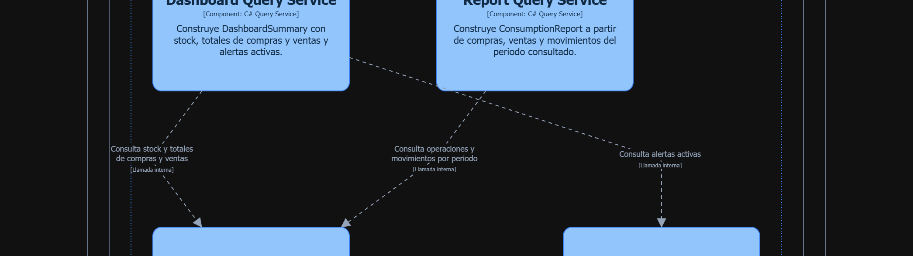 Dashboard Query Service
[Component: C# Query Service]
Construye DashboardSummary con
stock, totales de compras y ventas y
alertas activas.
Report Query Service
[Component: C# Query Service]
Construye ConsumptionReport a partir
de compras, ventas y movimientos del
periodo consultado.
Consulta stock y totales
de compras y ventas
[Llamada interna]
Consulta operaciones y
movimientos por periodo
[Llamada interna]
Consulta alertas activas
[Llamada interna]